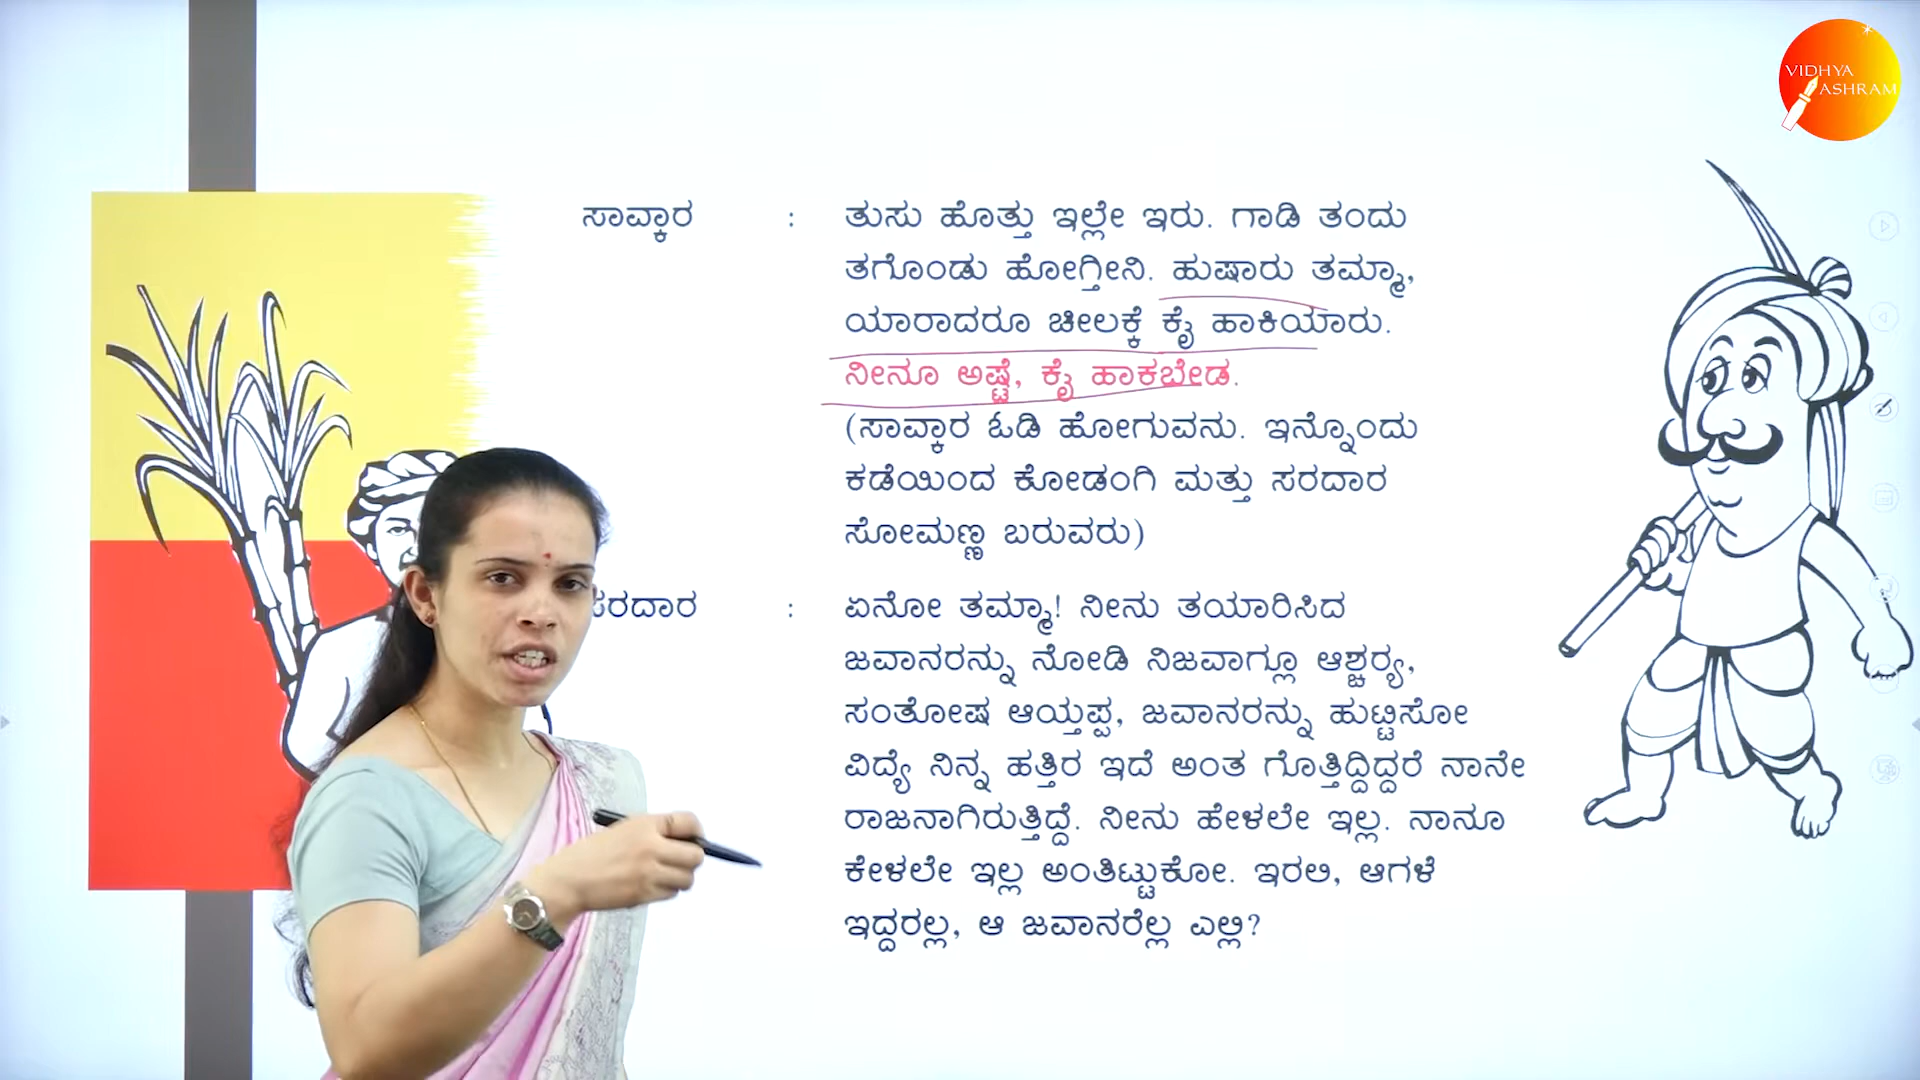 VIDHYA
ASHRAM
ಸಾವ್ಕಾರ : ತುಸು ಹೊತ್ತು ಇಲ್ಲೇ ಇರು. ಗಾಡಿ ತಂದು
ತಗೊಂಡು ಹೋಗ್ತೀನಿ. ಹುಷಾರು ತಮ್ಮಾ,
ಯಾರಾದರೂ ಚೀಲಕ್ಕೆ ಕೈ ಹಾಕಿಯಾರು.
ನೀನೂ ಅಷ್ಟೆ, ಕೈ ಹಾಕಬೇಡ.
(ಸಾವ್ಕಾರ ಓಡಿ ಹೋಗುವನು. ಇನ್ನೊಂದು
ಕಡೆಯಿಂದ ಕೋಡಂಗಿ ಮತ್ತು ಸರದಾರ
ಸೋಮಣ್ಣ ಬರುವರು)
ಸರದಾರ : ಏನೋ ತಮ್ಮಾ! ನೀನು ತಯಾರಿಸಿದ
ಜವಾನರನ್ನು ನೋಡಿ ನಿಜವಾಗ್ಲೂ ಆಶ್ಚರ್ಯ,
ಸಂತೋಷ ಆಯ್ತಪ್ಪ, ಜವಾನರನ್ನು ಹುಟ್ಟಿಸೋ
ವಿದ್ಯೆ ನಿನ್ನ ಹತ್ತಿರ ಇದೆ ಅಂತ ಗೊತ್ತಿದ್ದಿದ್ದರೆ ನಾನೇ
ರಾಜನಾಗಿರುತ್ತಿದ್ದೆ. ನೀನು ಹೇಳಲೇ ಇಲ್ಲ. ನಾನೂ
ಕೇಳಲೇ ಇಲ್ಲ ಅಂತಿಟ್ಟುಕೋ. ಇರಲಿ, ಆಗಳೆ
ಇದ್ದರಲ್ಲ, ಆ ಜವಾನರೆಲ್ಲ ಎಲ್ಲಿ?